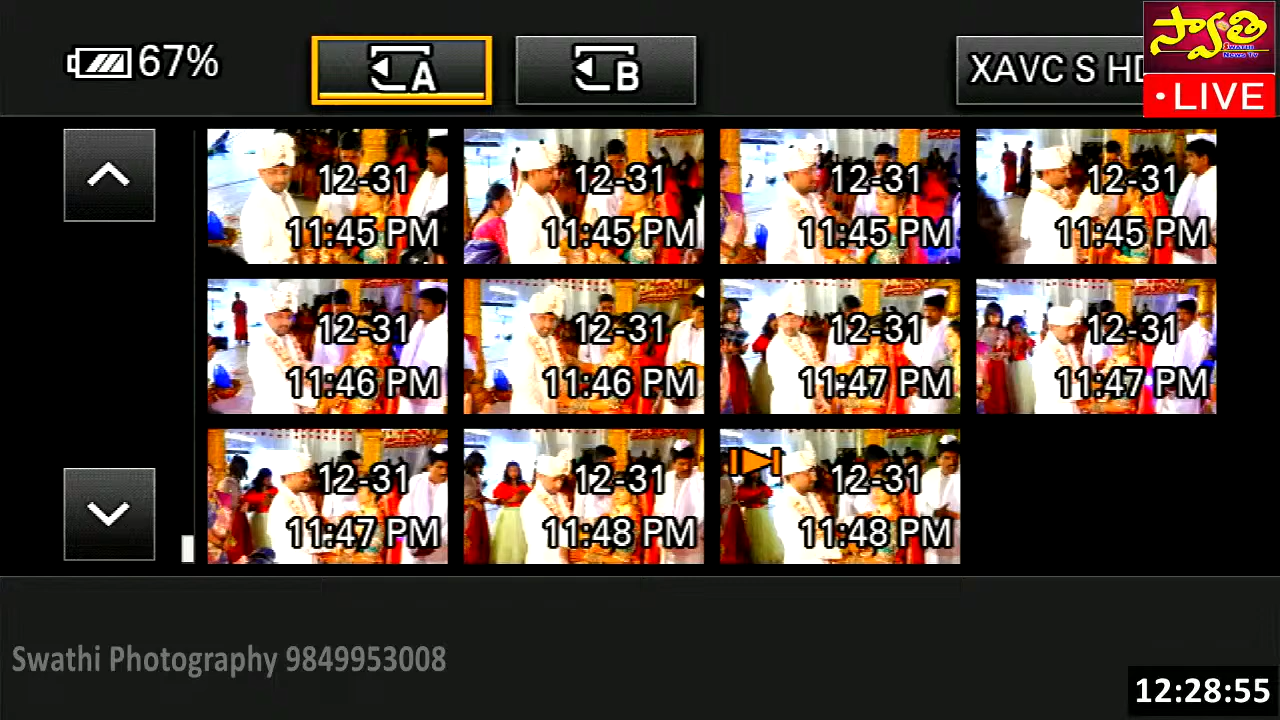 67%
A
B
XAVC S HD
స్వాతి
SWATHI
News Tv
• LIVE
12-31
11:45 PM
12-31
11:45 PM
12-31
11:45 PM
12-31
11:45 PM
12-31
11:46 PM
12-31
11:46 PM
12-31
11:47 PM
12-31
11:47 PM
12-31
11:47 PM
12-31
11:48 PM
12-31
11:48 PM
Swathi Photography 9849953008
12:28:55